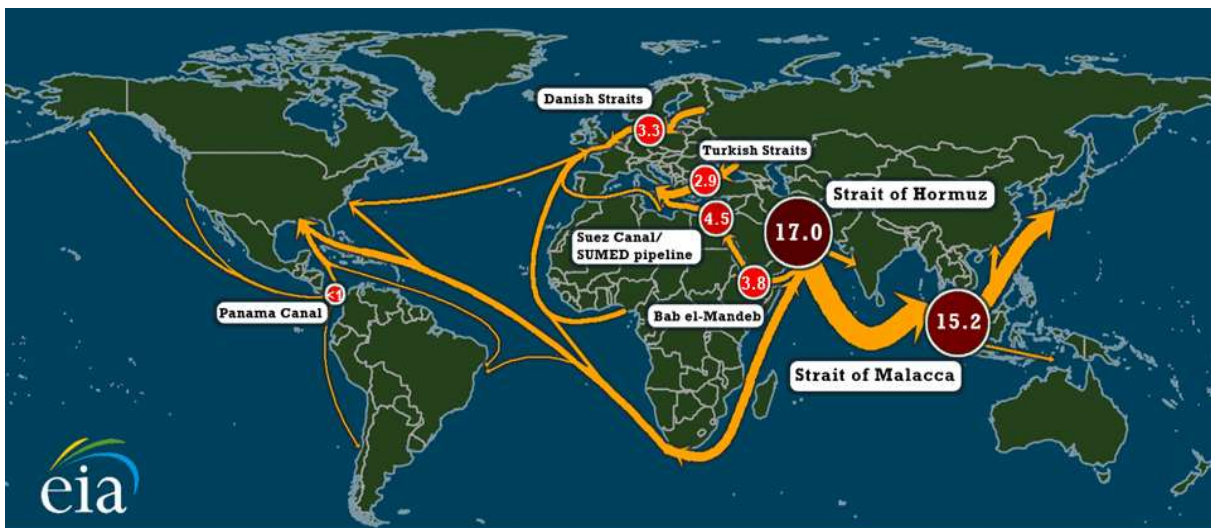 Danish Straits
3.3
Turkish Straits
2.9
Strait of Hormuz
4.5
17.0
Suez Canal/
SUMED pipeline
3.8
<1
Panama Canal
Bab el-Mandeb
15.2
Strait of Malacca
eia